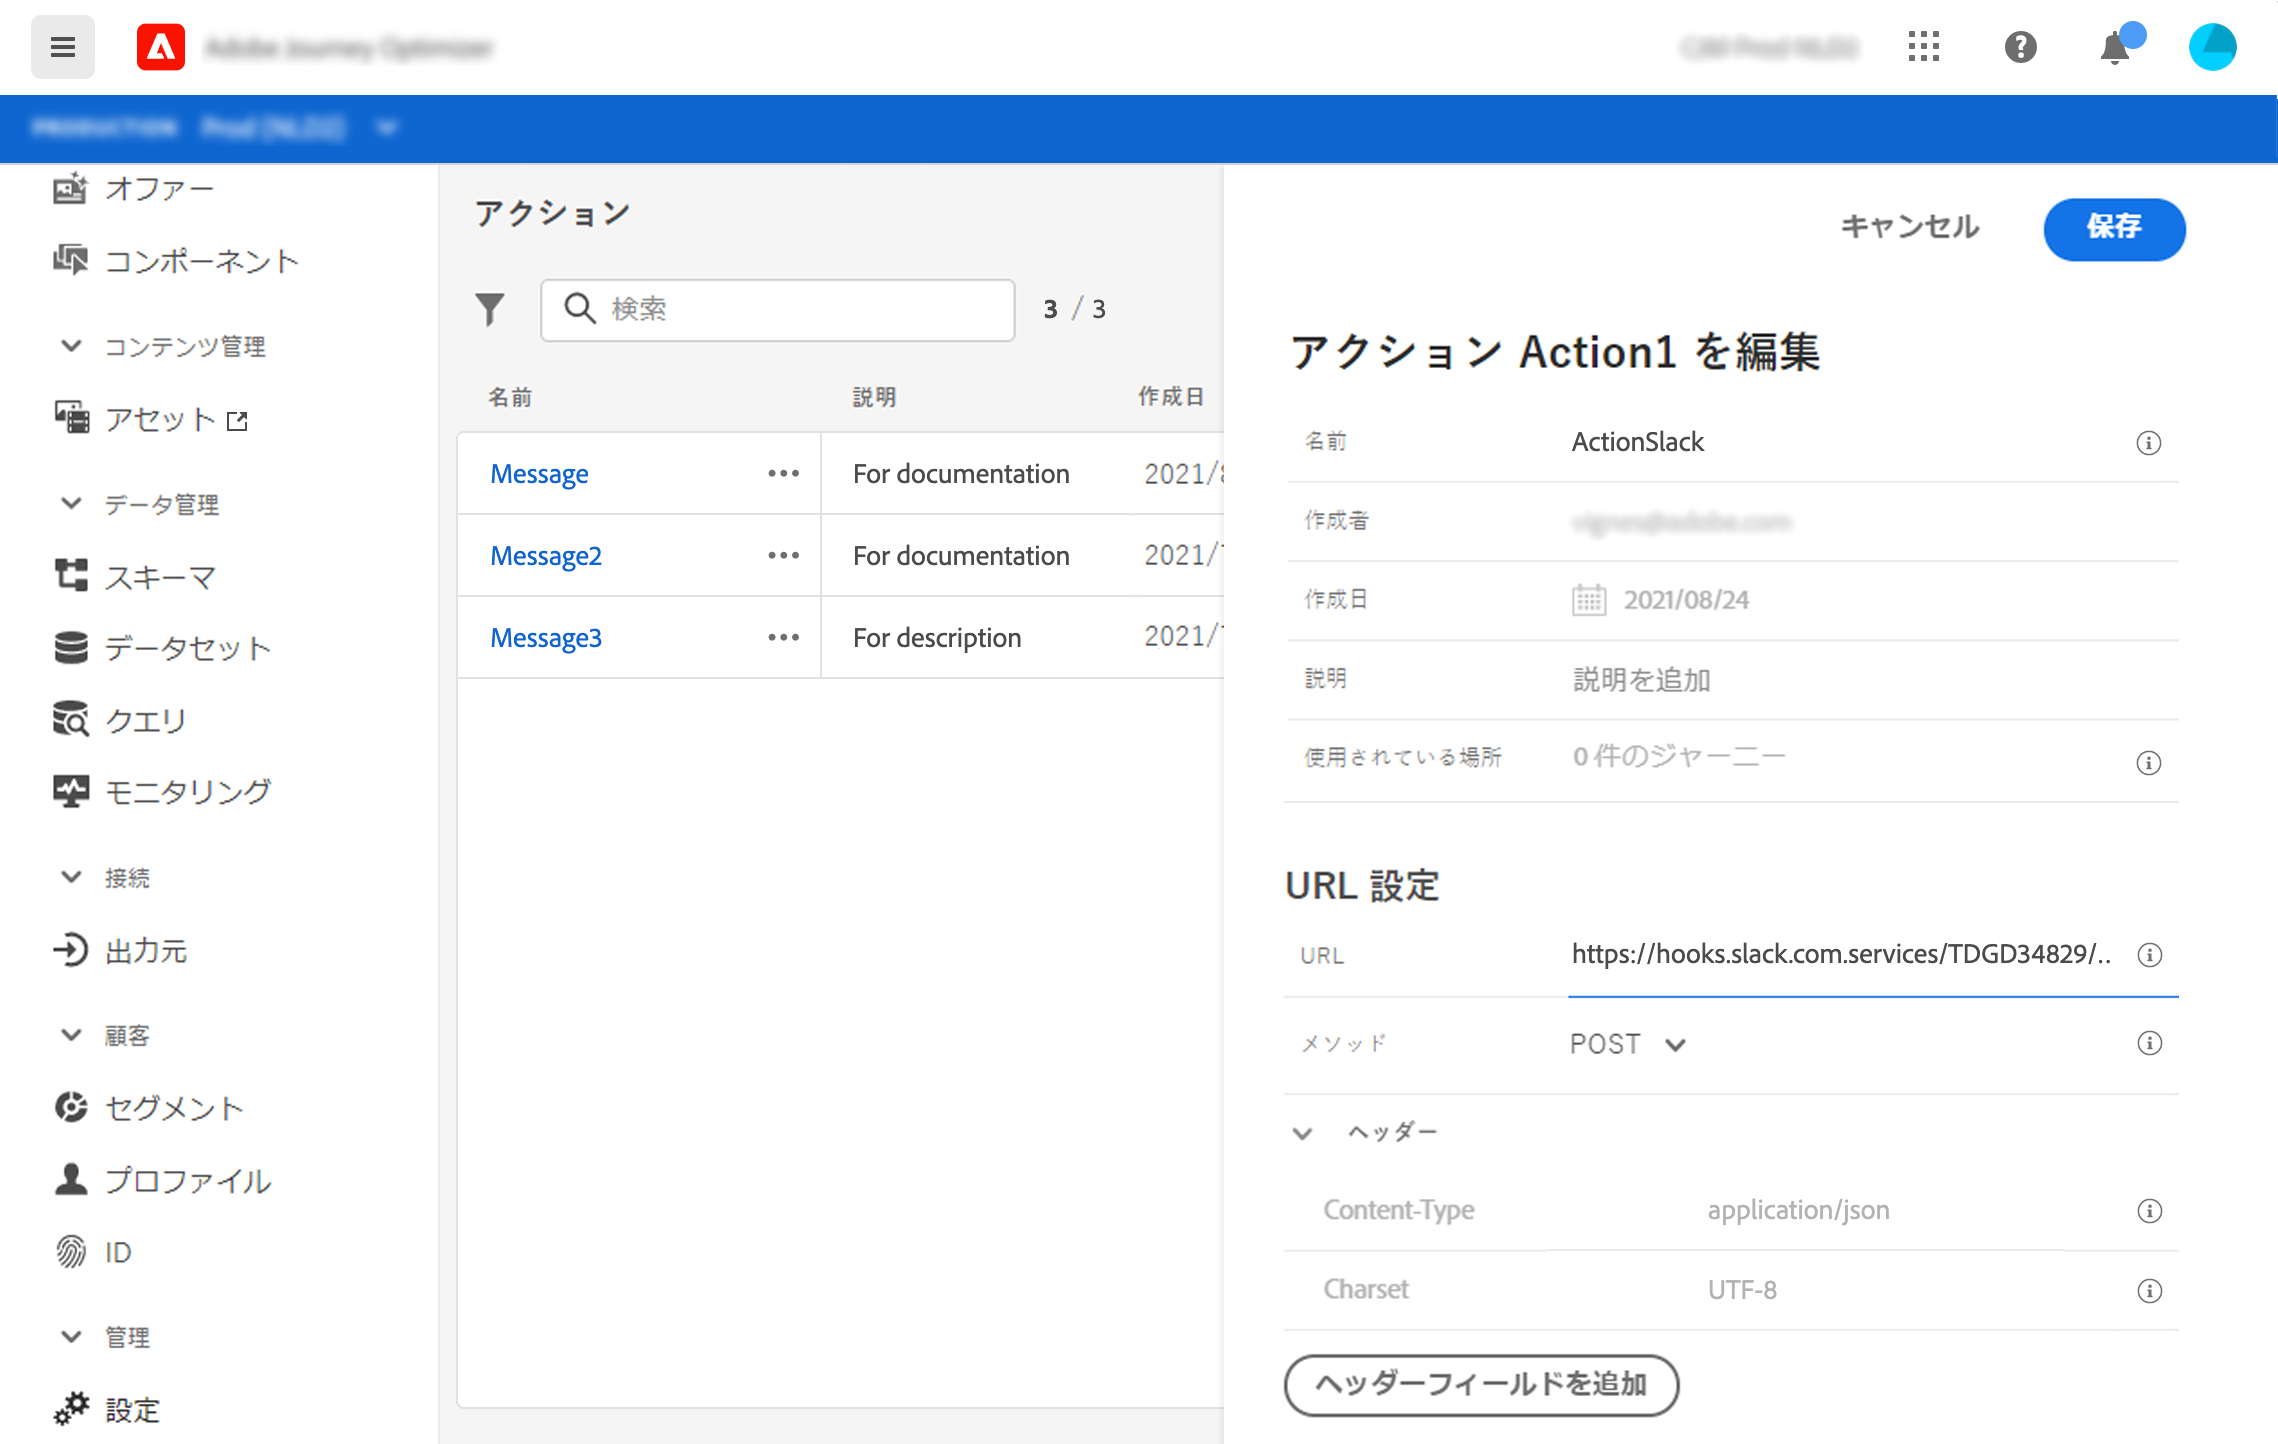 オファー
コンポーネント
コンテンツ管理
アセット
データ管理
スキーマ
データセット
クエリ
モニタリング
接続
出力元
顧客
セグメント
プロファイル
ID
管理
設定
アクション
検索
3 / 3
名前 説明 作成日
Message ••• For documentation 2021/
Message2 ••• For documentation 2021/
Message3 ••• For description 2021/
キャンセル 保存
アクション Action1 を編集
名前 ActionSlack
作成者
作成日 2021/08/24
説明 説明を追加
使用されている場所 0 件のジャーニー
URL 設定
URL https://hooks.slack.com.services/TDGD34829/..
メソッド POST
ヘッダー
Content-Type application/json
Charset UTF-8
ヘッダーフィールドを追加